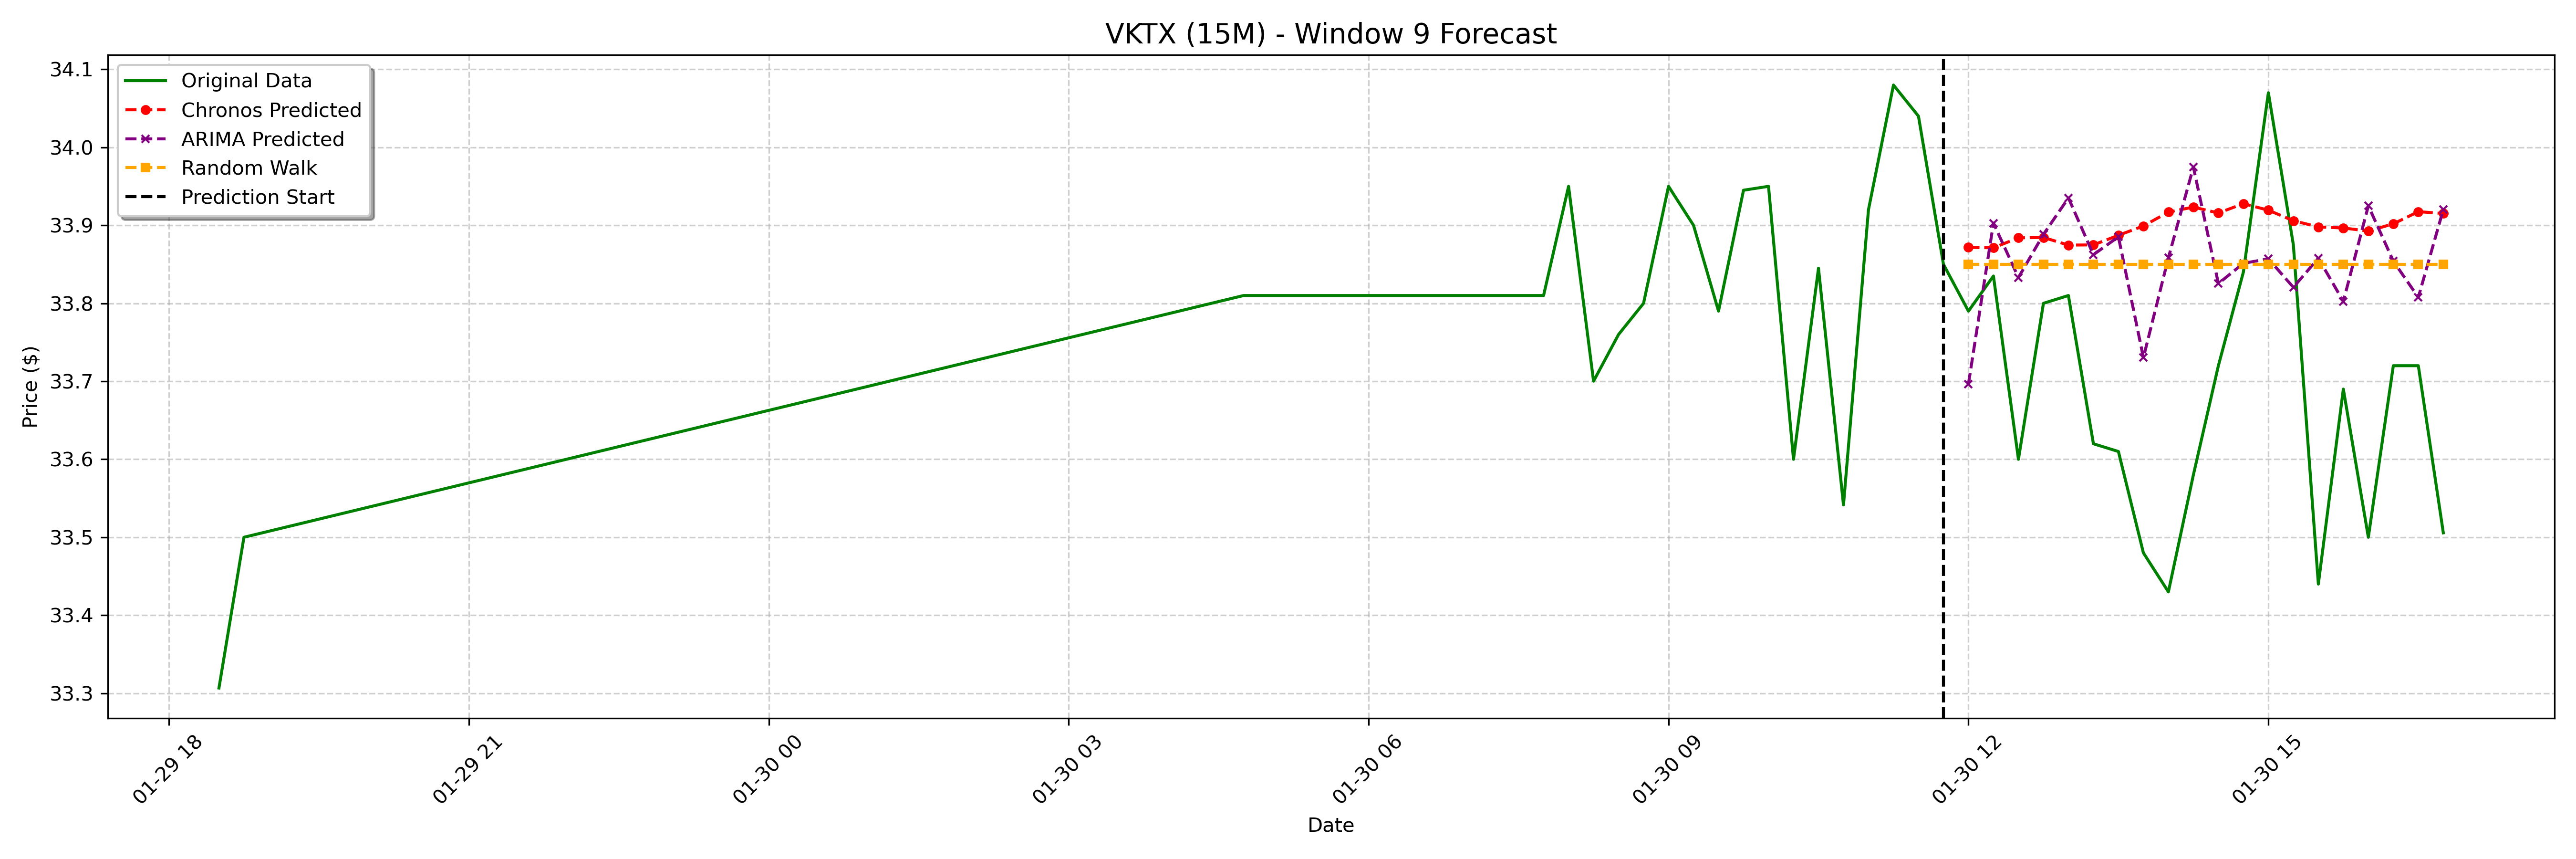 VKTX (15M) - Window 9 Forecast
Original Data
Chronos Predicted
ARIMA Predicted
Random Walk
Prediction Start
Price ($)
34.1
34.0
33.9
33.8
33.7
33.6
33.5
33.4
33.3
01-29 18
01-29 21
01-30 00
01-30 03
01-30 06
01-30 09
01-30 12
01-30 15
Date